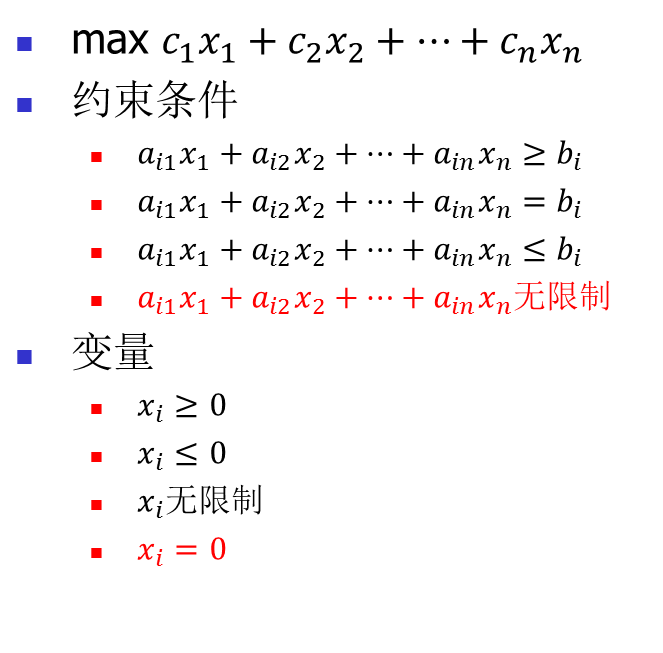 max c₁x₁ + c₂x₂ + ⋯ + cₙxₙ
约束条件
aᵢ₁x₁ + aᵢ₂x₂ + ⋯ + aᵢₙxₙ ≥ bᵢ
aᵢ₁x₁ + aᵢ₂x₂ + ⋯ + aᵢₙxₙ = bᵢ
aᵢ₁x₁ + aᵢ₂x₂ + ⋯ + aᵢₙxₙ ≤ bᵢ
aᵢ₁x₁ + aᵢ₂x₂ + ⋯ + aᵢₙxₙ无限制
变量
xᵢ ≥ 0
xᵢ ≤ 0
xᵢ无限制
xᵢ = 0